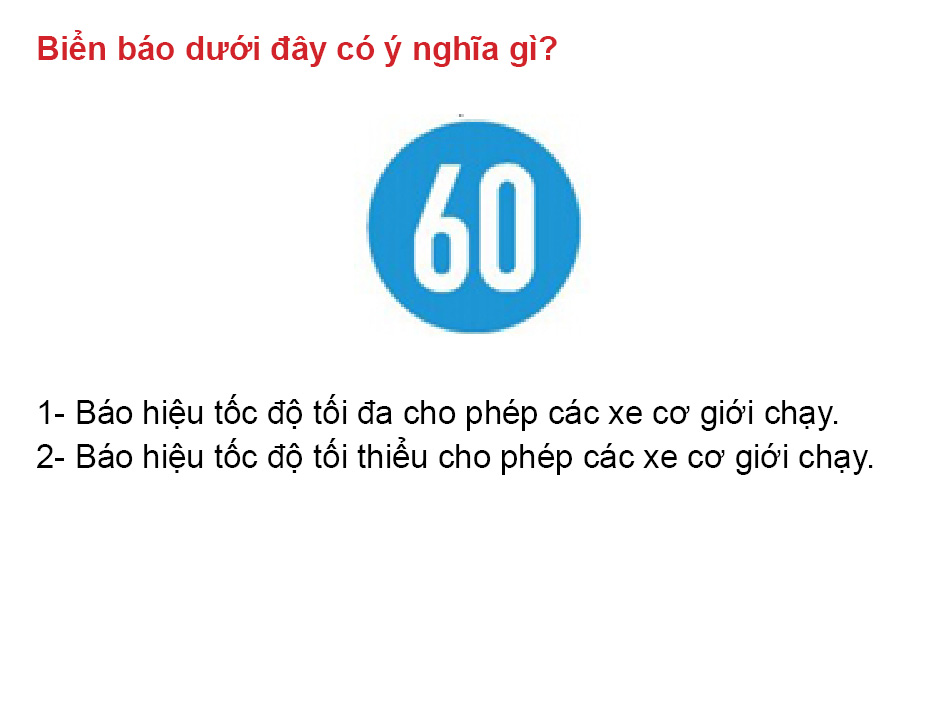 Biển báo dưới đây có ý nghĩa gì?
60
1- Báo hiệu tốc độ tối đa cho phép các xe cơ giới chạy.
2- Báo hiệu tốc độ tối thiểu cho phép các xe cơ giới chạy.